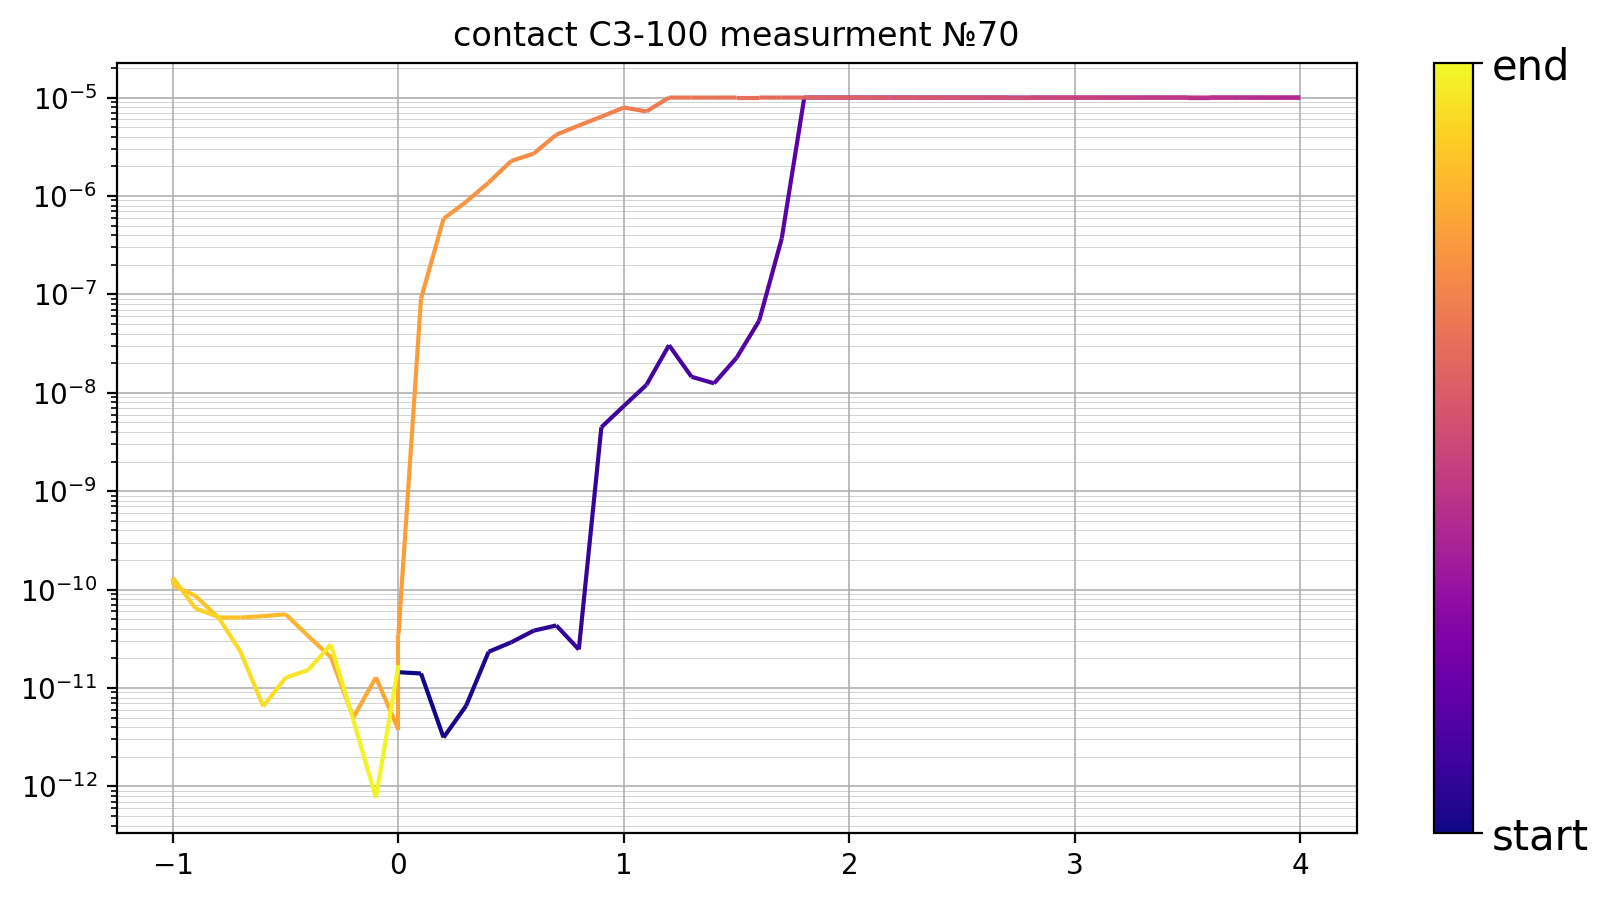 contact C3-100 measurment №70
10⁻⁵
10⁻⁶
10⁻⁷
10⁻⁸
10⁻⁹
10⁻¹⁰
10⁻¹¹
10⁻¹²
−1 0 1 2 3 4
end
start